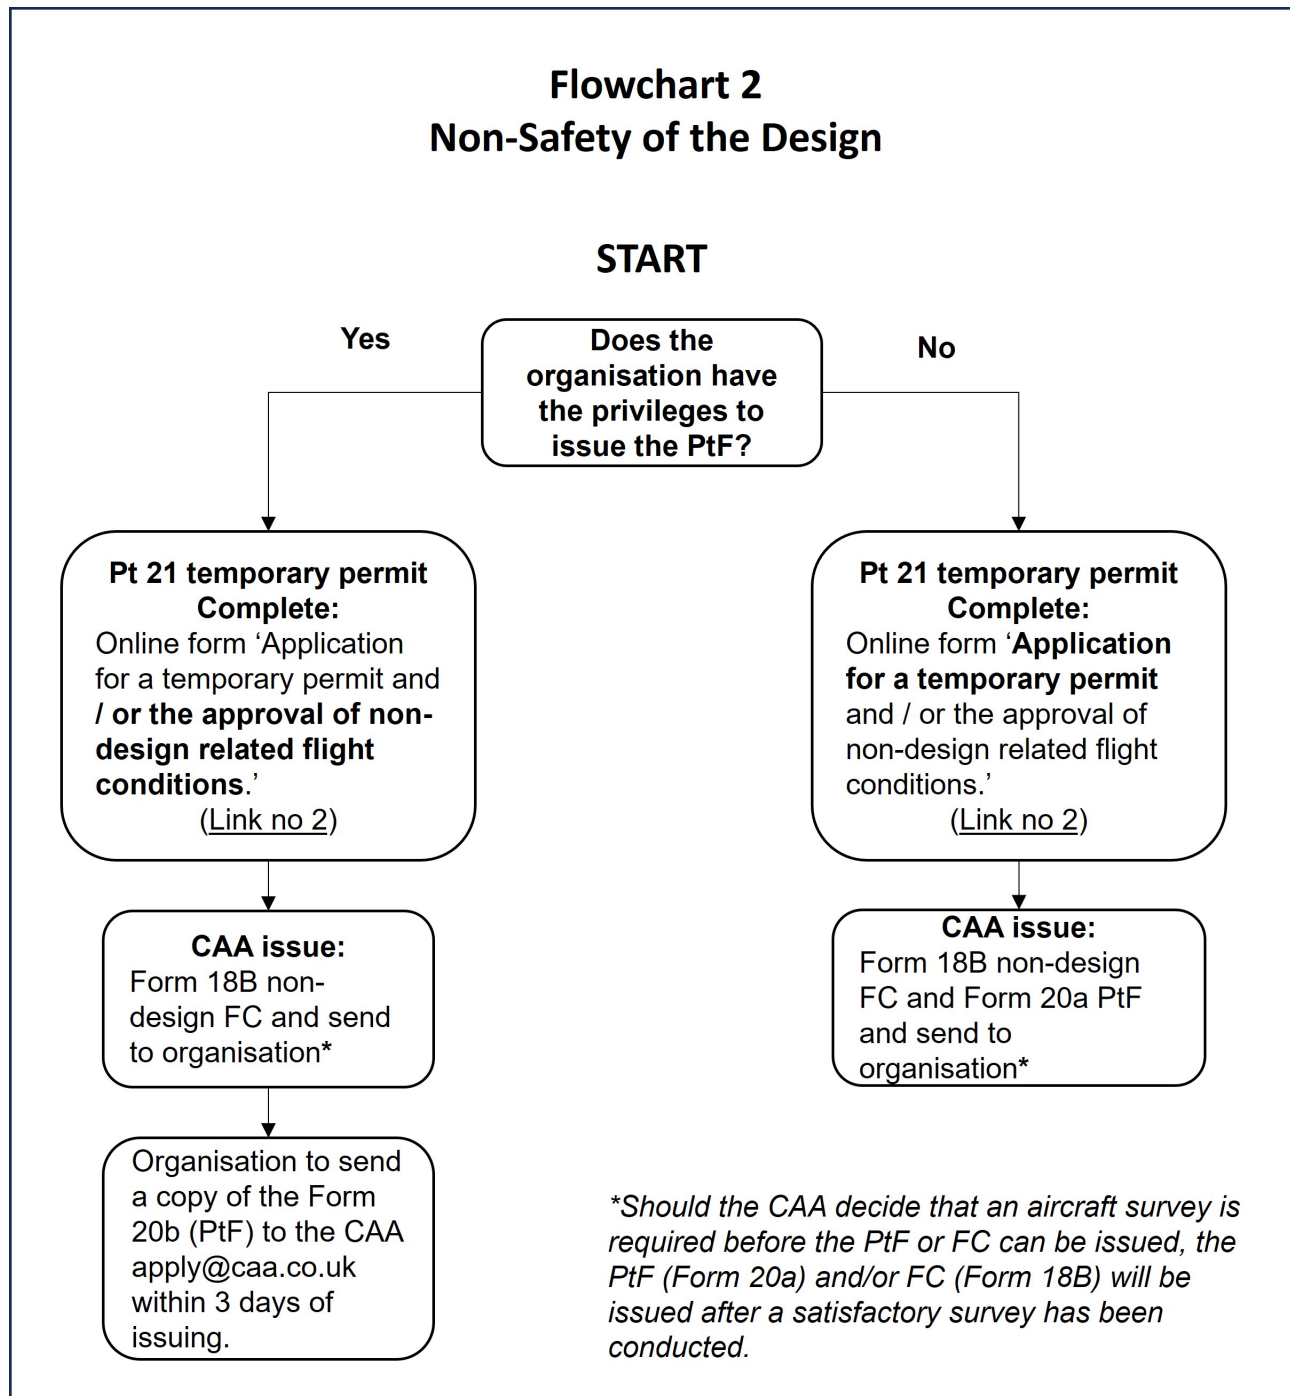 Flowchart 2
Non-Safety of the Design
START
Yes
Does the
organisation have
the privileges to
issue the PtF?
No
Pt 21 temporary permit
Complete:
Online form ‘Application
for a temporary permit and
/ or the approval of non-
design related flight
conditions.’
(Link no 2)
Pt 21 temporary permit
Complete:
Online form ‘Application
for a temporary permit
and / or the approval of
non-design related flight
conditions.’
(Link no 2)
CAA issue:
Form 18B non-
design FC and send
to organisation*
CAA issue:
Form 18B non-design
FC and Form 20a PtF
and send to
organisation*
Organisation to send
a copy of the Form
20b (PtF) to the CAA
apply@caa.co.uk
within 3 days of
issuing.
*Should the CAA decide that an aircraft survey is
required before the PtF or FC can be issued, the
PtF (Form 20a) and/or FC (Form 18B) will be
issued after a satisfactory survey has been
conducted.